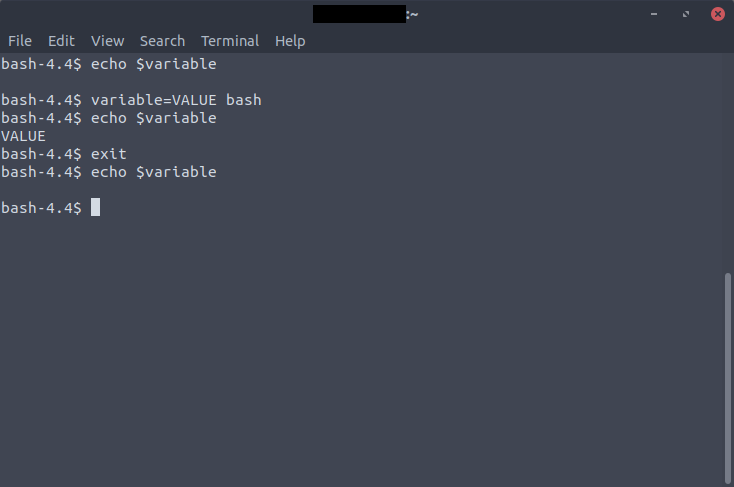 :~
File Edit View Search Terminal Help
bash-4.4$ echo $variable
bash-4.4$ variable=VALUE bash
bash-4.4$ echo $variable
VALUE
bash-4.4$ exit
bash-4.4$ echo $variable
bash-4.4$